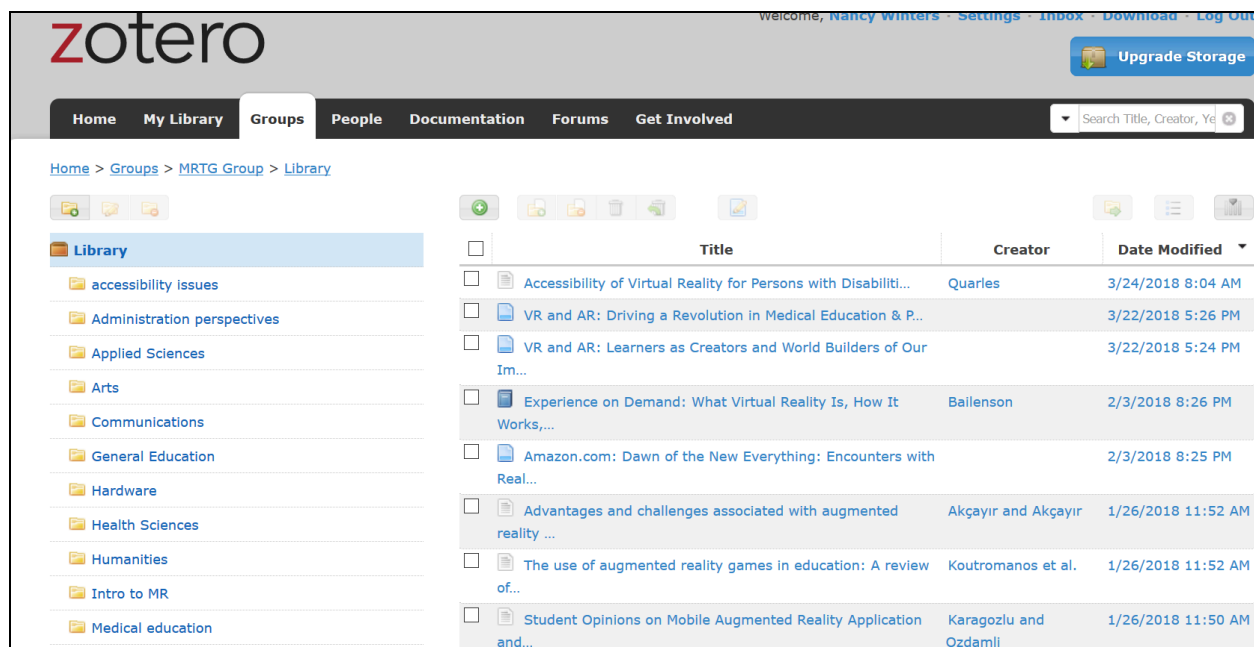 Welcome, Nancy Winters · Settings · Inbox · Download · Log Out
zotero
Upgrade Storage
Home My Library Groups People Documentation Forums Get Involved
Search Title, Creator, Ye
Home > Groups > MRTG Group > Library
Library
accessibility issues
Administration perspectives
Applied Sciences
Arts
Communications
General Education
Hardware
Health Sciences
Humanities
Intro to MR
Medical education
Title Creator Date Modified
Accessibility of Virtual Reality for Persons with Disabiliti... Quarles 3/24/2018 8:04 AM
VR and AR: Driving a Revolution in Medical Education & P... 3/22/2018 5:26 PM
VR and AR: Learners as Creators and World Builders of Our 3/22/2018 5:24 PM
Im...
Experience on Demand: What Virtual Reality Is, How It Bailenson 2/3/2018 8:26 PM
Works,...
Amazon.com: Dawn of the New Everything: Encounters with 2/3/2018 8:25 PM
Real...
Advantages and challenges associated with augmented Akçayır and Akçayır 1/26/2018 11:52 AM
reality ...
The use of augmented reality games in education: A review Koutromanos et al. 1/26/2018 11:52 AM
of...
Student Opinions on Mobile Augmented Reality Application Karagozlu and 1/26/2018 11:50 AM
and... Ozdamli